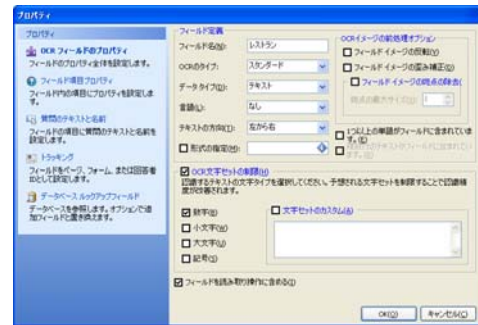 プロパティ
プロパティ
OCR フィールドのプロパティ
フィールドのプロパティ全体を設定します。
フィールド項目プロパティ
フィールド内の項目にプロパティを設定しま
す。
質問のテキストと名前
フィールドの項目に質問のテキストと名前を
設定します。
トラッキング
フィールドをページ、フォーム、または回答者
IDとして設定します。
データベース ルックアップフィールド
データベースを参照します。オプションで追
加フィールドと置き換えます。
フィールド定義
フィールド名(N): レストラン
OCRのタイプ: スタンダード
データ タイプ(D): テキスト
言語(L): なし
テキストの方向(T): 左から右
形式の指定(M):
OCRイメージの前処理オプション
フィールド イメージの反転(V)
フィールド イメージの歪み補正(D)
フィールド イメージの斑点の除去(
斑点の最大サイズ(I): 1
1つ以上の単語がフィールドに含まれていま
す。(E)
OCR文字セットの制限(H)
認識するテキストの文字タイプを選択してください。予想される文字セットを制限することで認識精
度が改善されます。
数字(B)
小文字(W)
大文字(U)
記号(S)
文字セットのカスタム(A)
フィールドを読み取り操作に含める(I)
OK(O) キャンセル(C)